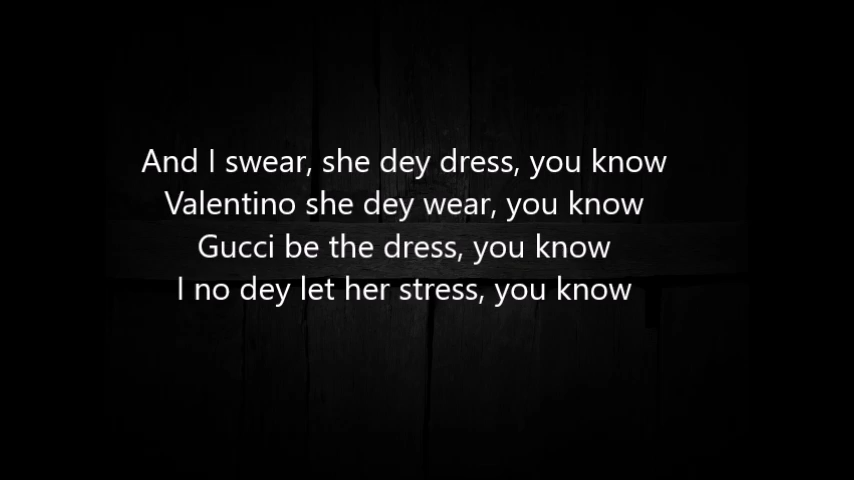 And I swear, she dey dress, you know
Valentino she dey wear, you know
Gucci be the dress, you know
I no dey let her stress, you know